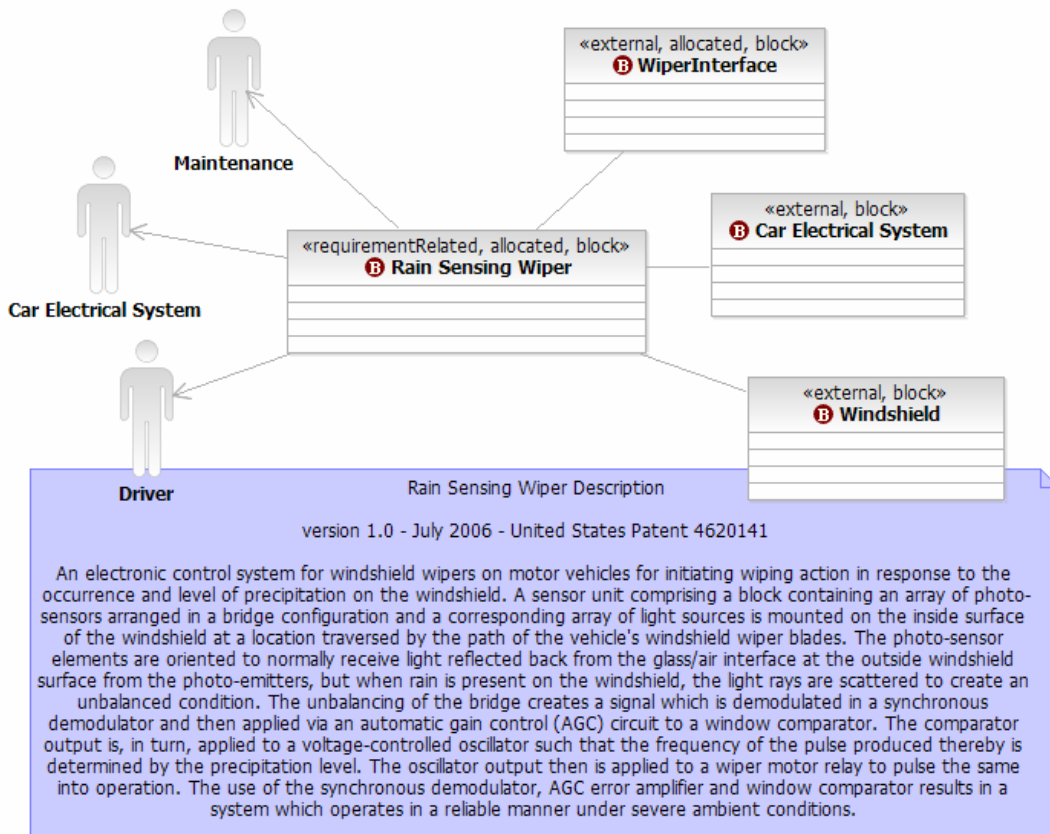 Maintenance
«external, allocated, block»
B WiperInterface
Car Electrical System
«requirementRelated, allocated, block»
B Rain Sensing Wiper
«external, block»
B Car Electrical System
Driver
«external, block»
B Windshield
Rain Sensing Wiper Description
version 1.0 - July 2006 - United States Patent 4620141
An electronic control system for windshield wipers on motor vehicles for initiating wiping action in response to the
occurrence and level of precipitation on the windshield. A sensor unit comprising a block containing an array of photo-
sensors arranged in a bridge configuration and a corresponding array of light sources is mounted on the inside surface
of the windshield at a location traversed by the path of the vehicle's windshield wiper blades. The photo-sensor
elements are oriented to normally receive light reflected back from the glass/air interface at the outside windshield
surface from the photo-emitters, but when rain is present on the windshield, the light rays are scattered to create an
unbalanced condition. The unbalancing of the bridge creates a signal which is demodulated in a synchronous
demodulator and then applied via an automatic gain control (AGC) circuit to a window comparator. The comparator
output is, in turn, applied to a voltage-controlled oscillator such that the frequency of the pulse produced thereby is
determined by the precipitation level. The oscillator output then is applied to a wiper motor relay to pulse the same
into operation. The use of the synchronous demodulator, AGC error amplifier and window comparator results in a
system which operates in a reliable manner under severe ambient conditions.